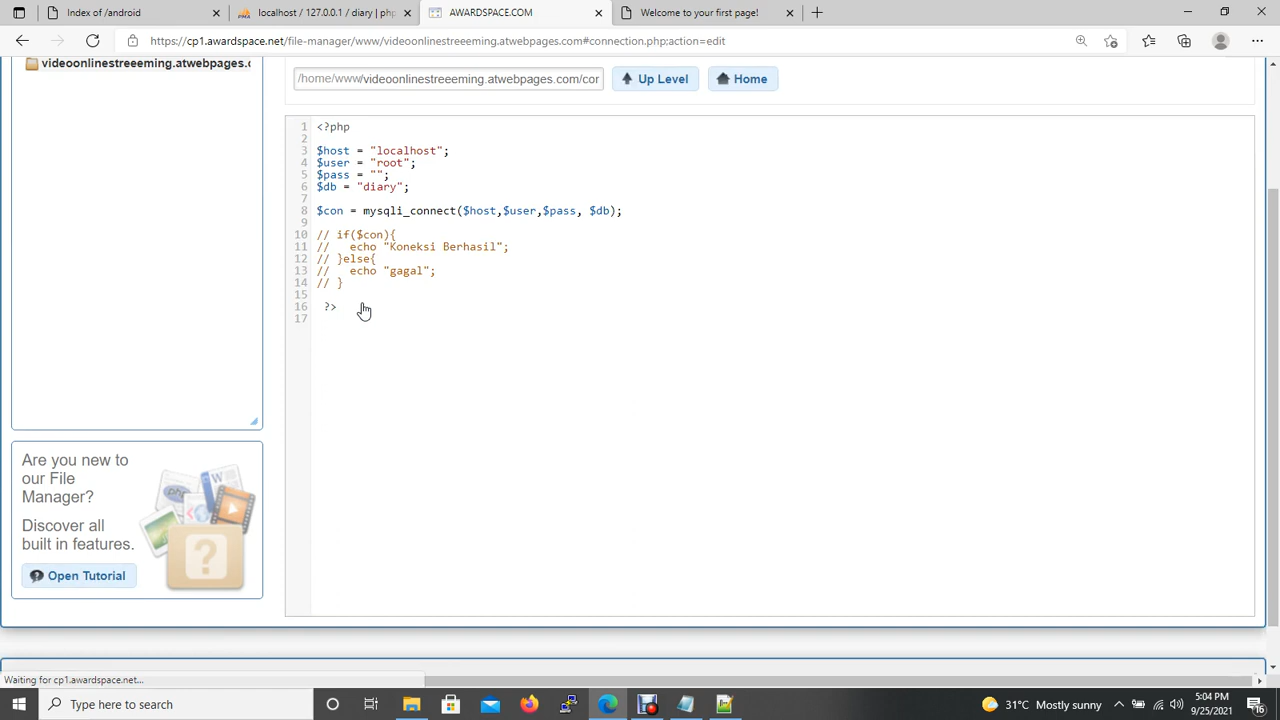 Index of /android
localhost / 127.0.0.1 / diary | php
AWARDSPACE.COM
Welcome to your first page!
https://cp1.awardspace.net/file-manager/www/videoonlinestreeeming.atwebpages.com#connection.php;action=edit
videoonlinestreeeming.atwebpages.c
/home/www/videoonlinestreeeming.atwebpages.com/cor
Up Level
Home
1 <?php
2
3 $host = "localhost";
4 $user = "root";
5 $pass = "";
6 $db = "diary";
7
8 $con = mysqli_connect($host,$user,$pass, $db);
9
10 // if($con){
11 //   echo "Koneksi Berhasil";
12 // }else{
13 //   echo "gagal";
14 // }
15
16  ?>
17
Are you new to
our File
Manager?
Discover all
built in features.
Open Tutorial
Waiting for cp1.awardspace.net...
Type here to search
31°C Mostly sunny
5:04 PM
9/25/2021
16